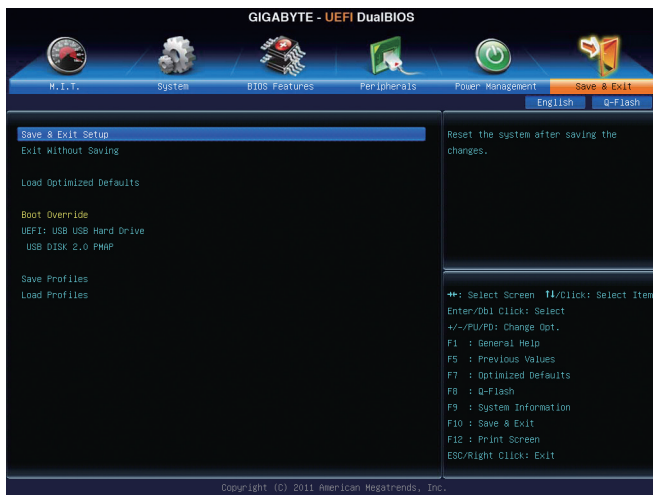 GIGABYTE - UEFI DualBIOS
M.I.T. System BIOS Features Peripherals Power Management Save & Exit
English Q-Flash
Save & Exit Setup
Exit Without Saving
Load Optimized Defaults
Boot Override
UEFI: USB USB Hard Drive
USB DISK 2.0 PMAP
Save Profiles
Load Profiles
Reset the system after saving the
changes.
→←: Select Screen ↑↓/Click: Select Item
Enter/Dbl Click: Select
+/-/PU/PD: Change Opt.
F1 : General Help
F5 : Previous Values
F7 : Optimized Defaults
F8 : Q-Flash
F9 : System Information
F10 : Save & Exit
F12 : Print Screen
ESC/Right Click: Exit
Copyright (C) 2011 American Megatrends, Inc.